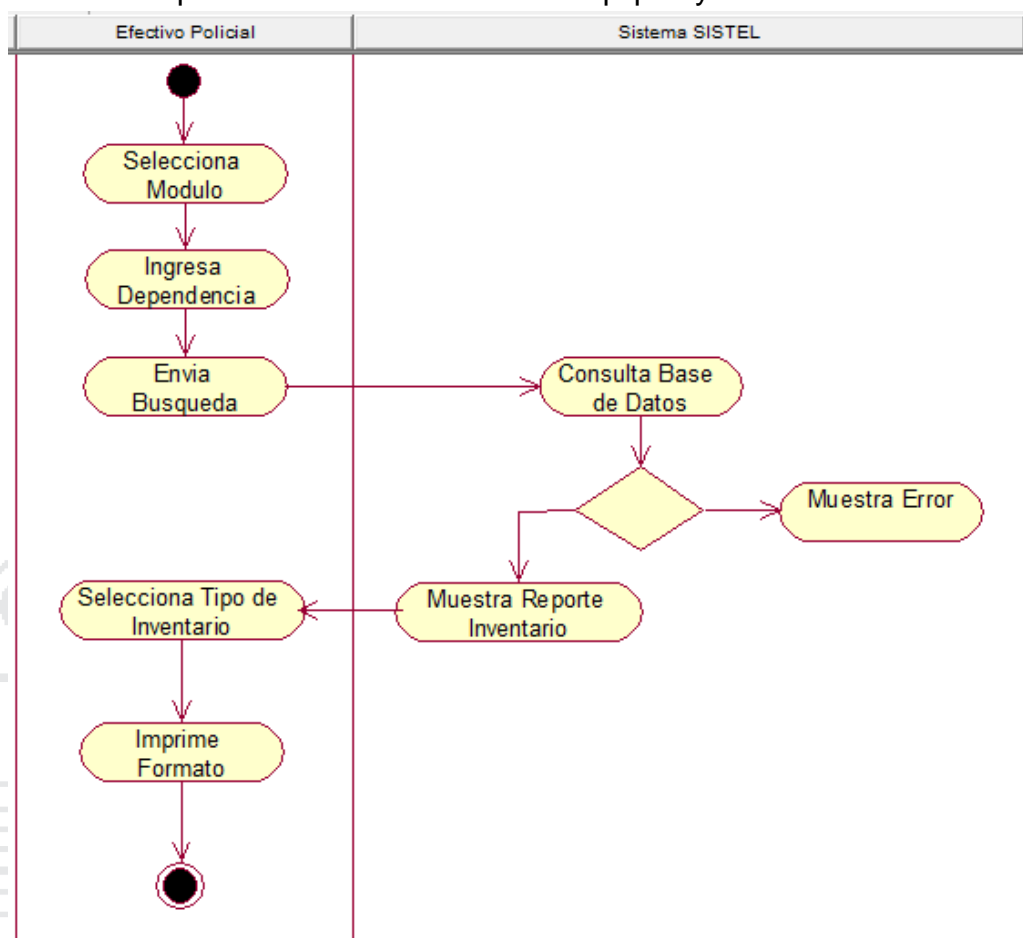 Efectivo Policial
Sistema SISTEL
Selecciona
Modulo
Ingresa
Dependencia
Envia
Busqueda
Consulta Base
de Datos
Muestra Error
Muestra Reporte
Inventario
Selecciona Tipo de
Inventario
Imprime
Formato